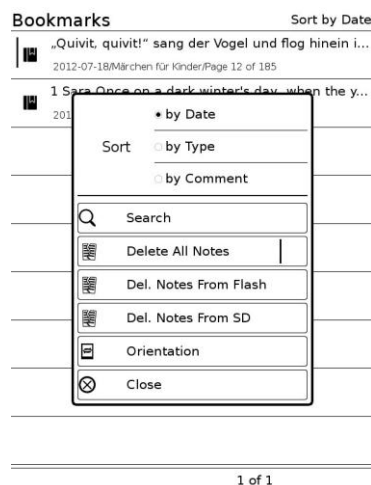 Bookmarks Sort by Date
„Quivit, quivit!“ sang der Vogel und flog hinein i...
2012-07-18/Märchen für Kinder/Page 12 of 185
1 Sara Once on a dark winter's day, when the y...
201
by Date
Sort by Type
by Comment
Search
Delete All Notes
Del. Notes From Flash
Del. Notes From SD
Orientation
Close
1 of 1